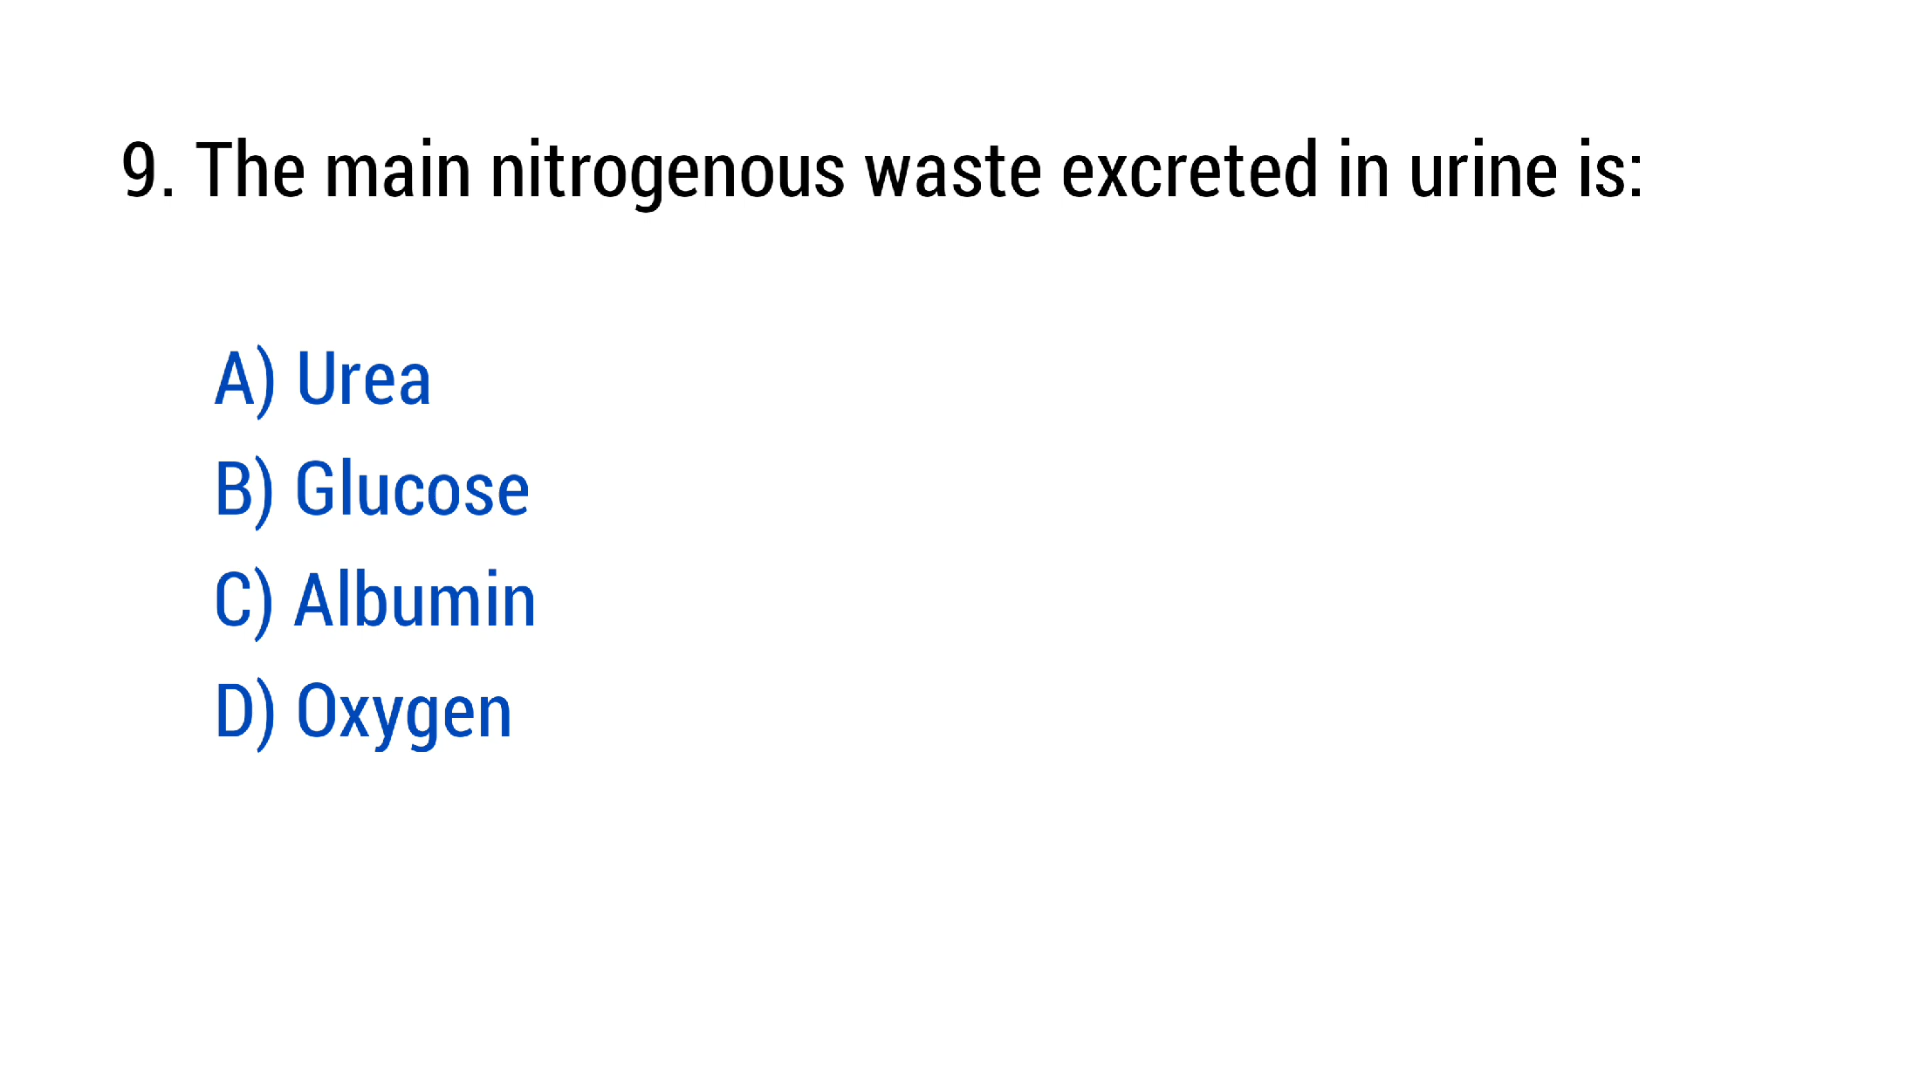 9. The main nitrogenous waste excreted in urine is:
A) Urea
B) Glucose
C) Albumin
D) Oxygen